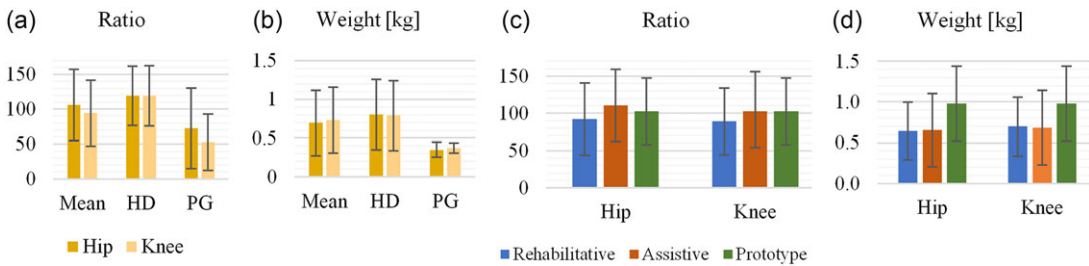 (a) Ratio
150
100
50
0
Mean HD PG
Hip Knee
(b) Weight [kg]
1.5
1
0.5
0
Mean HD PG
(c) Ratio
150
100
50
0
Hip Knee
Rehabilitative Assistive Prototype
(d) Weight [kg]
1.5
1.0
0.5
0.0
Hip Knee